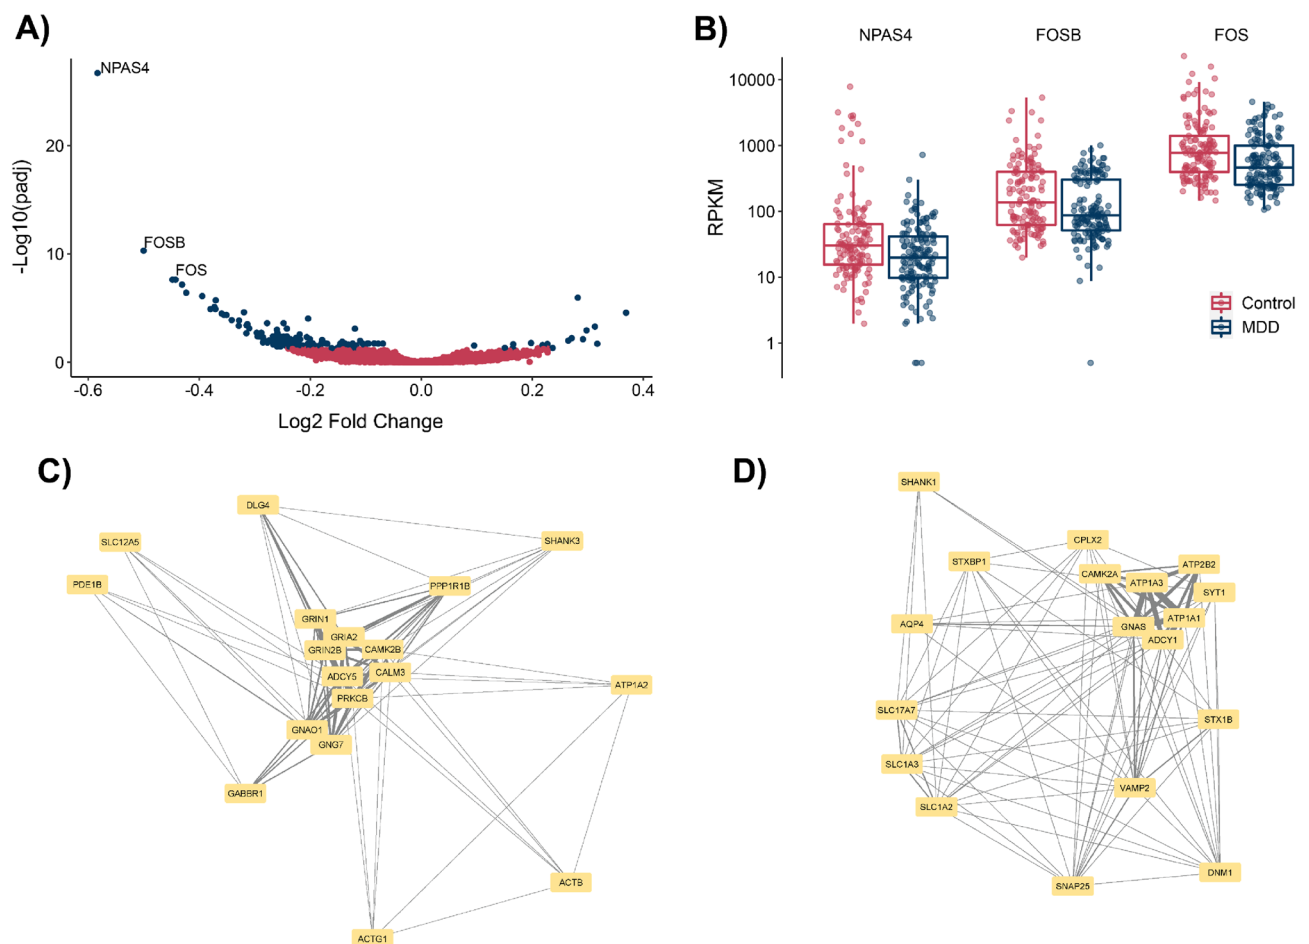 A)
NPAS4
FOSB
FOS
20
10
0
-0.6
-0.4
-0.2
0.0
0.2
0.4
-Log10(padj)
Log2 Fold Change
B)
NPAS4
FOSB
FOS
10000
1000
100
10
1
RPKM
Control
MDD
C)
DLG4
SLC12A5
SHANK3
PDE1B
PPP1R1B
GRIN1
GRIA2
GRIN2B
CAMK2B
CALM3
ADCY5
ATP1A2
PRKCB
GNAO1
GNG7
GABBR1
ACTB
ACTG1
D)
SHANK1
CPLX2
STXBP1
ATP2B2
CAMK2A
ATP1A3
SYT1
ATP1A1
AQP4
GNAS
ADCY1
SLC17A7
STX1B
SLC1A3
VAMP2
SLC1A2
DNM1
SNAP25